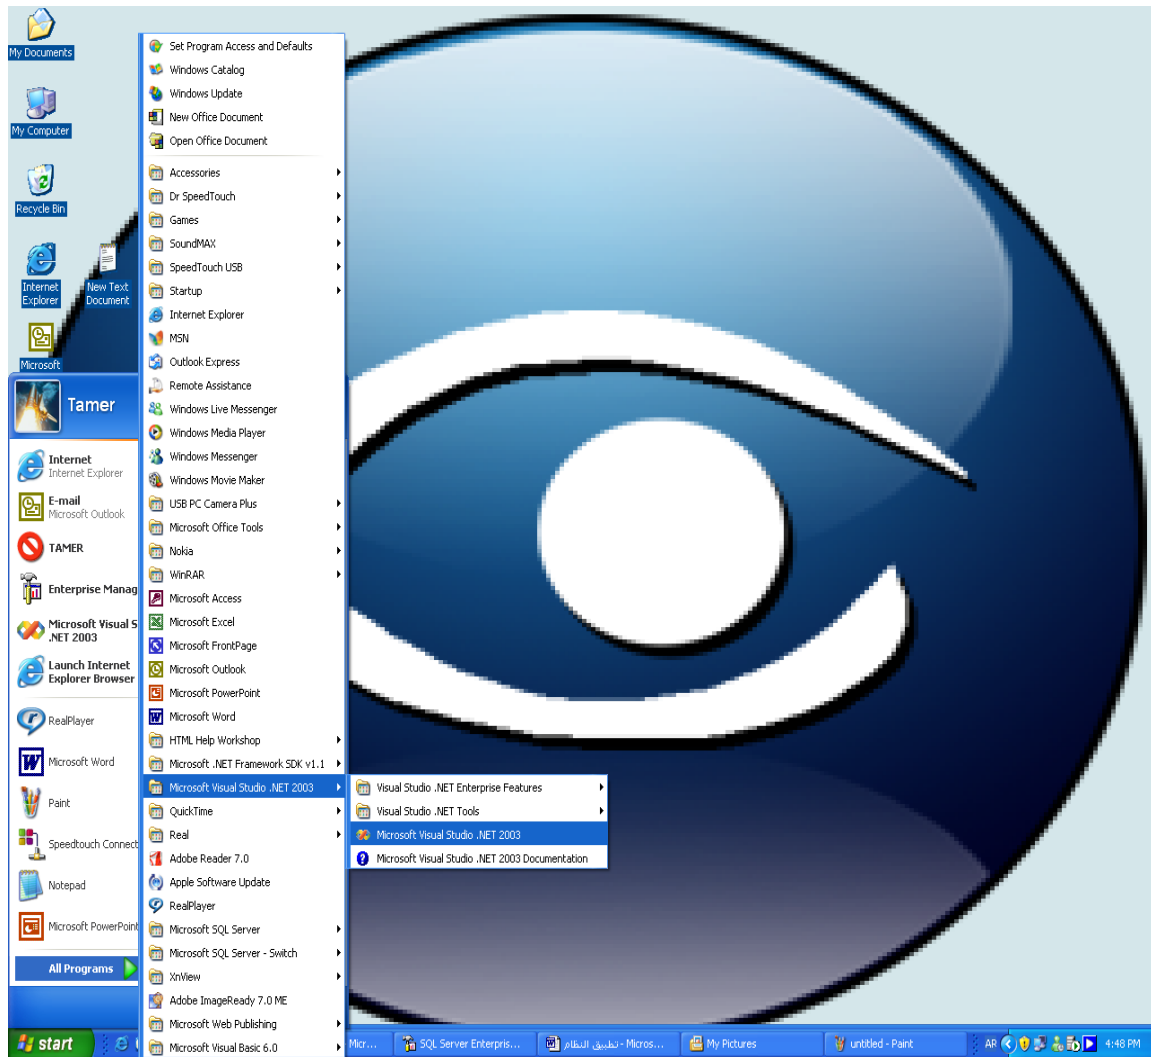 My Documents
My Computer
Recycle Bin
Internet
Explorer
New Text
Document
Microsoft
Tamer
Internet
Internet Explorer
E-mail
Microsoft Outlook
TAMER
Enterprise Manag
Microsoft Visual S
.NET 2003
Launch Internet
Explorer Browser
RealPlayer
Microsoft Word
Paint
Speedtouch Connect
Notepad
Microsoft PowerPoint
All Programs
Set Program Access and Defaults
Windows Catalog
Windows Update
New Office Document
Open Office Document
Accessories
Dr SpeedTouch
Games
SoundMAX
SpeedTouch USB
Startup
Internet Explorer
MSN
Outlook Express
Remote Assistance
Windows Live Messenger
Windows Media Player
Windows Messenger
Windows Movie Maker
USB PC Camera Plus
Microsoft Office Tools
Nokia
WinRAR
Microsoft Access
Microsoft Excel
Microsoft FrontPage
Microsoft Outlook
Microsoft PowerPoint
Microsoft Word
HTML Help Workshop
Microsoft .NET Framework SDK v1.1
Microsoft Visual Studio .NET 2003
QuickTime
Real
Adobe Reader 7.0
Apple Software Update
RealPlayer
Microsoft SQL Server
Microsoft SQL Server - Switch
XnView
Adobe ImageReady 7.0 ME
Microsoft Web Publishing
Microsoft Visual Basic 6.0
Visual Studio .NET Enterprise Features
Visual Studio .NET Tools
Microsoft Visual Studio .NET 2003
Microsoft Visual Studio .NET 2003 Documentation
start
Micr...
SQL Server Enterpris...
تطبيق النظام - Micros...
My Pictures
untitled - Paint
AR
4:48 PM